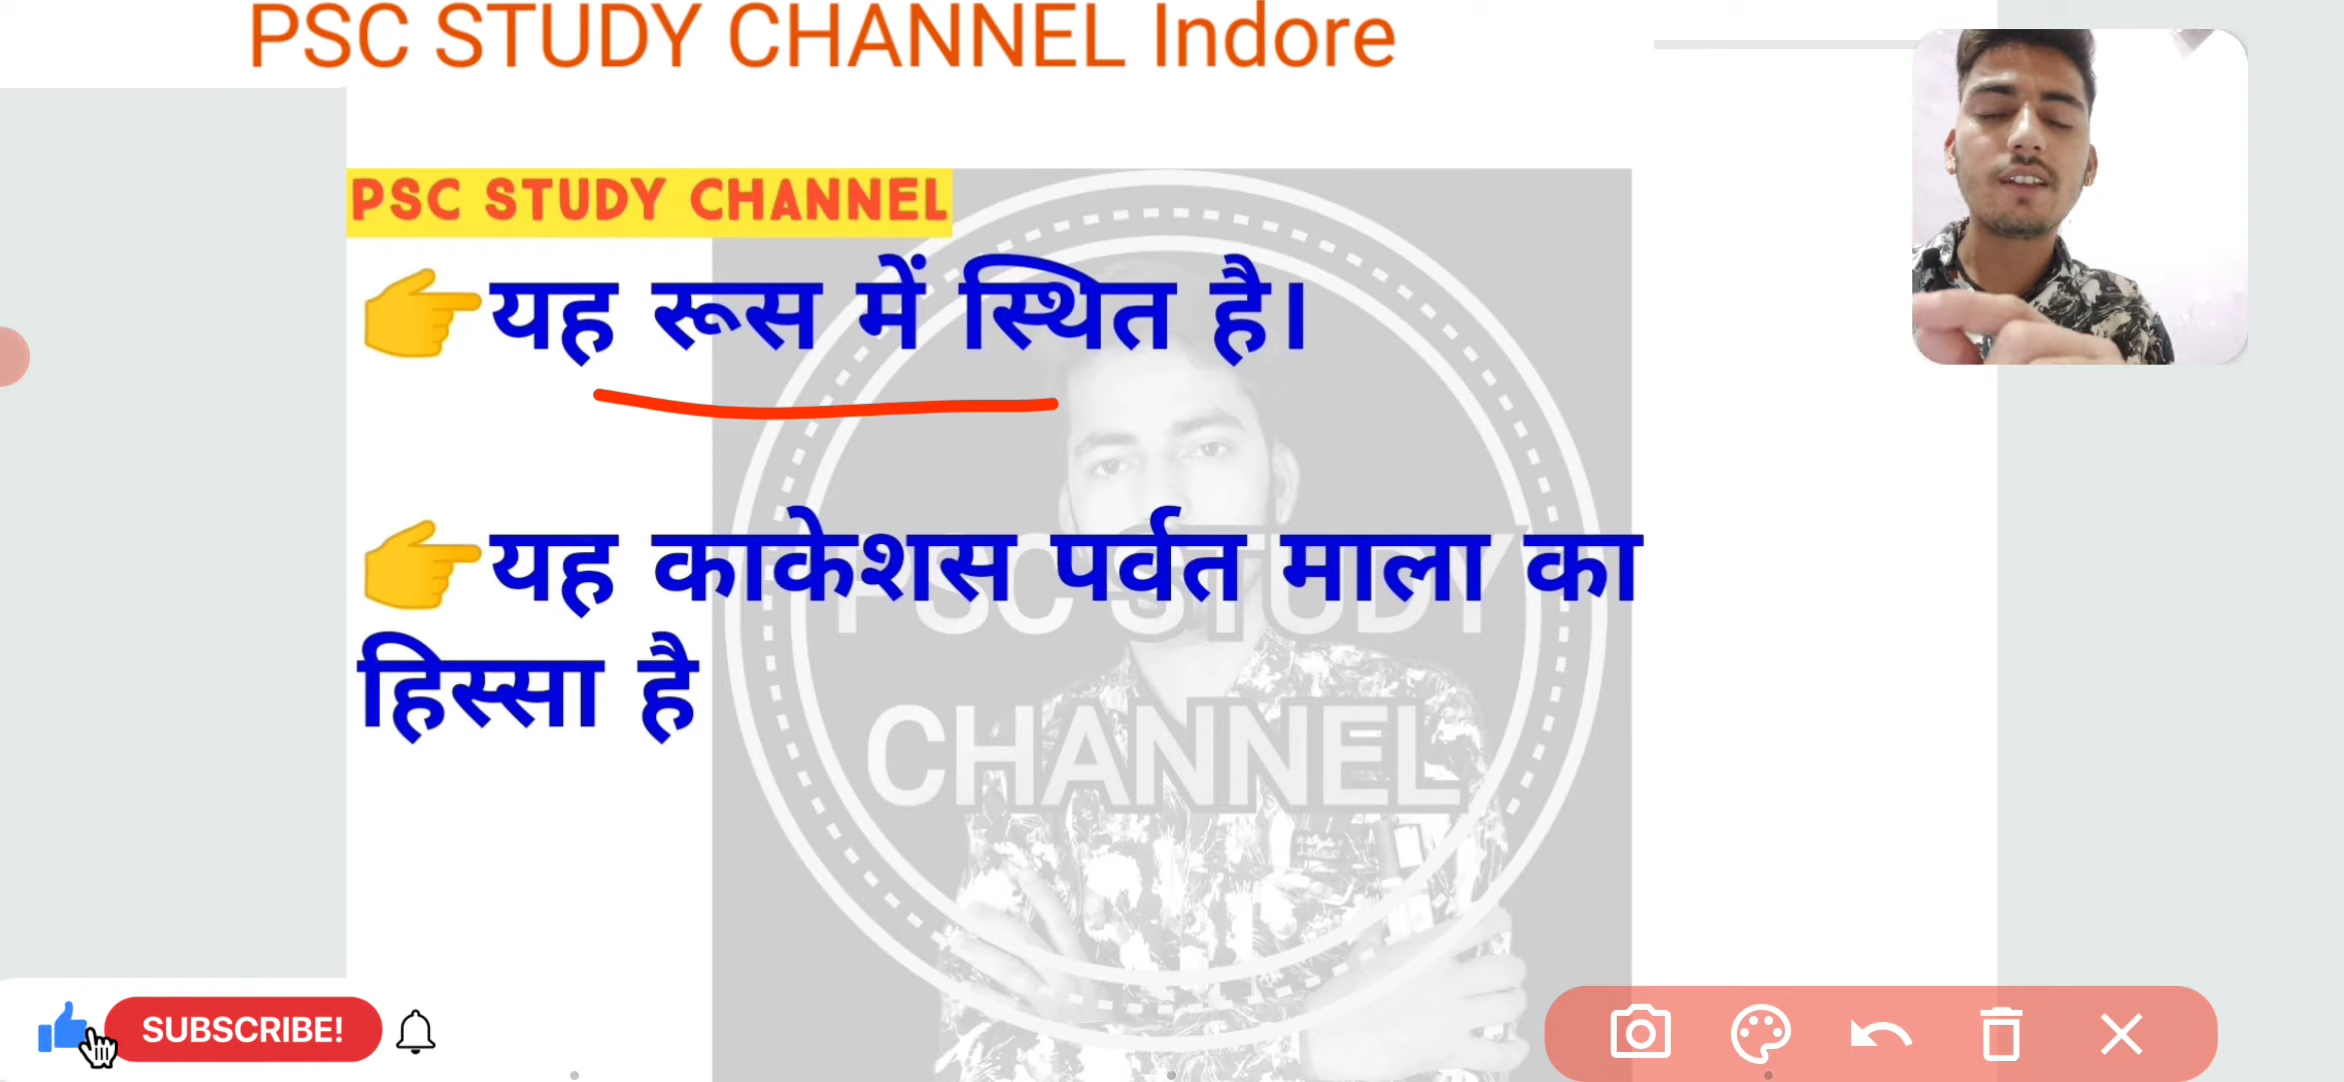 PSC STUDY CHANNEL Indore
PSC STUDY CHANNEL
👉यह रूस में स्थित है।
👉यह काकेशस पर्वत माला का
हिस्सा है
PSC STUDY
CHANNEL
SUBSCRIBE!